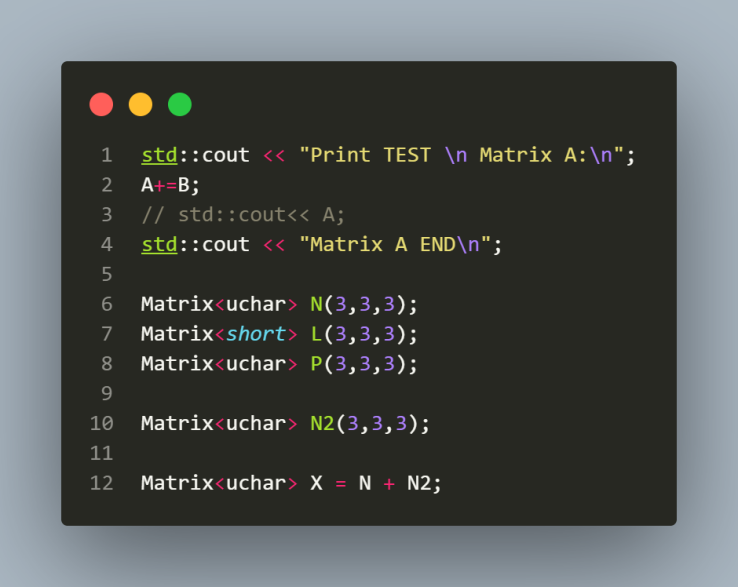 1 std::cout << "Print TEST \n Matrix A:\n";
2 A+=B;
3 // std::cout<< A;
4 std::cout << "Matrix A END\n";
5
6 Matrix<uchar> N(3,3,3);
7 Matrix<short> L(3,3,3);
8 Matrix<uchar> P(3,3,3);
9
10 Matrix<uchar> N2(3,3,3);
11
12 Matrix<uchar> X = N + N2;